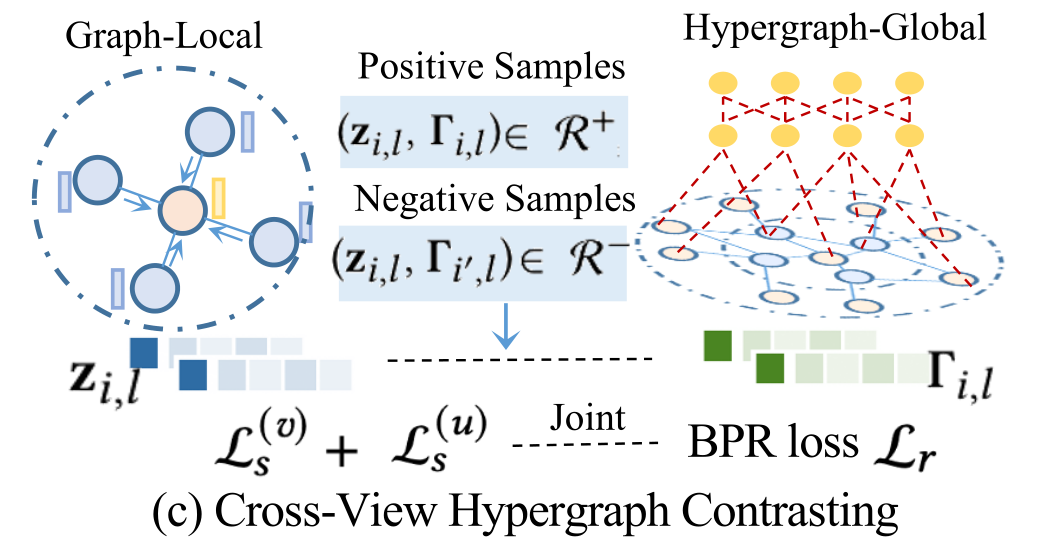 Graph-Local
Hypergraph-Global
Positive Samples
(z_{i,l}, Γ_{i,l})∈ ℛ⁺
Negative Samples
(z_{i,l}, Γ_{i′,l})∈ ℛ⁻
z_{i,l}
Γ_{i,l}
ℒ_s^{(v)} + ℒ_s^{(u)}
Joint
BPR loss ℒ_r
(c) Cross-View Hypergraph Contrasting